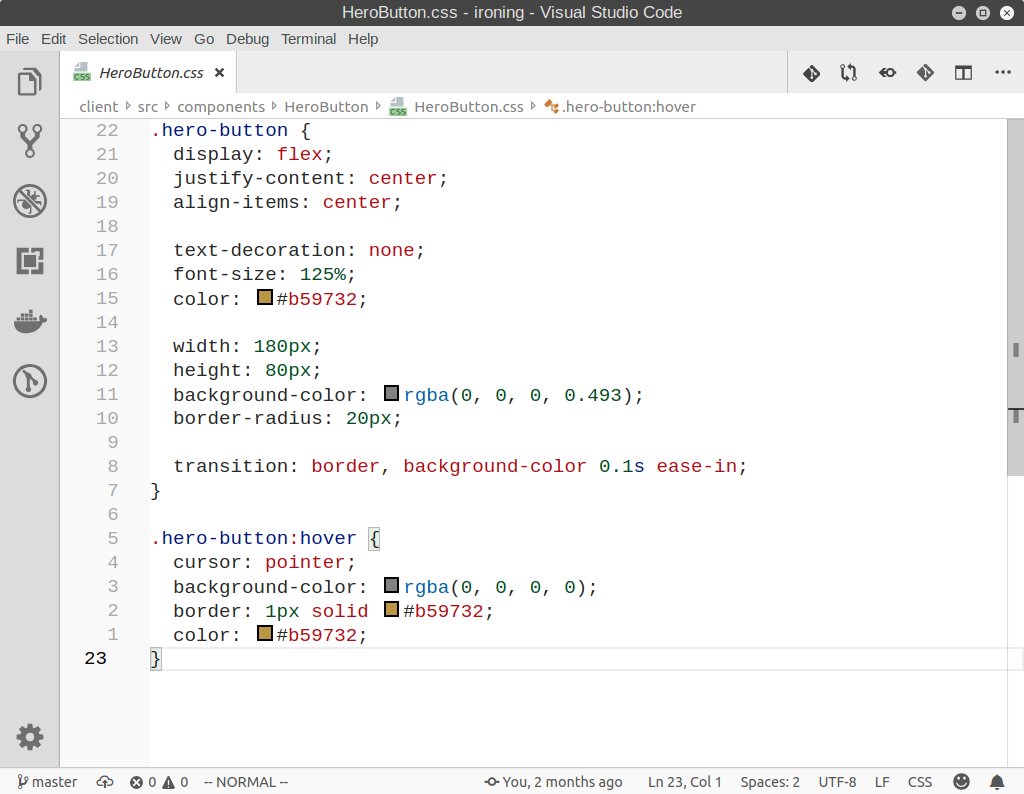 HeroButton.css - ironing - Visual Studio Code
File Edit Selection View Go Debug Terminal Help
CSS HeroButton.css
client src components HeroButton CSS HeroButton.css .hero-button:hover
22 .hero-button {
21 display: flex;
20 justify-content: center;
19 align-items: center;
18
17 text-decoration: none;
16 font-size: 125%;
15 color: #b59732;
14
13 width: 180px;
12 height: 80px;
11 background-color: rgba(0, 0, 0, 0.493);
10 border-radius: 20px;
9
8 transition: border, background-color 0.1s ease-in;
7 }
6
5 .hero-button:hover {
4 cursor: pointer;
3 background-color: rgba(0, 0, 0, 0);
2 border: 1px solid #b59732;
1 color: #b59732;
23 }
master 0 0 -- NORMAL -- You, 2 months ago Ln 23, Col 1 Spaces: 2 UTF-8 LF CSS